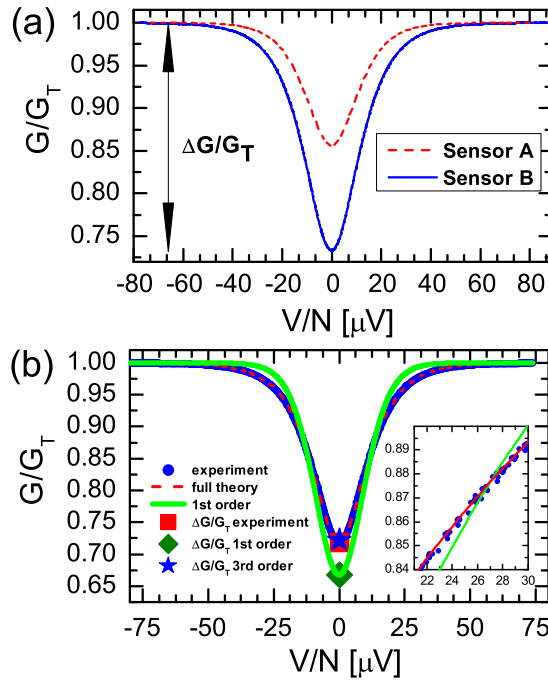 (a)
1.00
0.95
0.90
0.85
0.80
0.75
G/G_T
ΔG/G_T
Sensor A
Sensor B
-80 -60 -40 -20 0 20 40 60 80
V/N [μV]
(b)
1.00
0.95
0.90
0.85
0.80
0.75
0.70
0.65
G/G_T
experiment
full theory
1st order
ΔG/G_T experiment
ΔG/G_T 1st order
ΔG/G_T 3rd order
0.89
0.88
0.87
0.86
0.85
0.84
22 24 26 28 30
-75 -50 -25 0 25 50 75
V/N [μV]